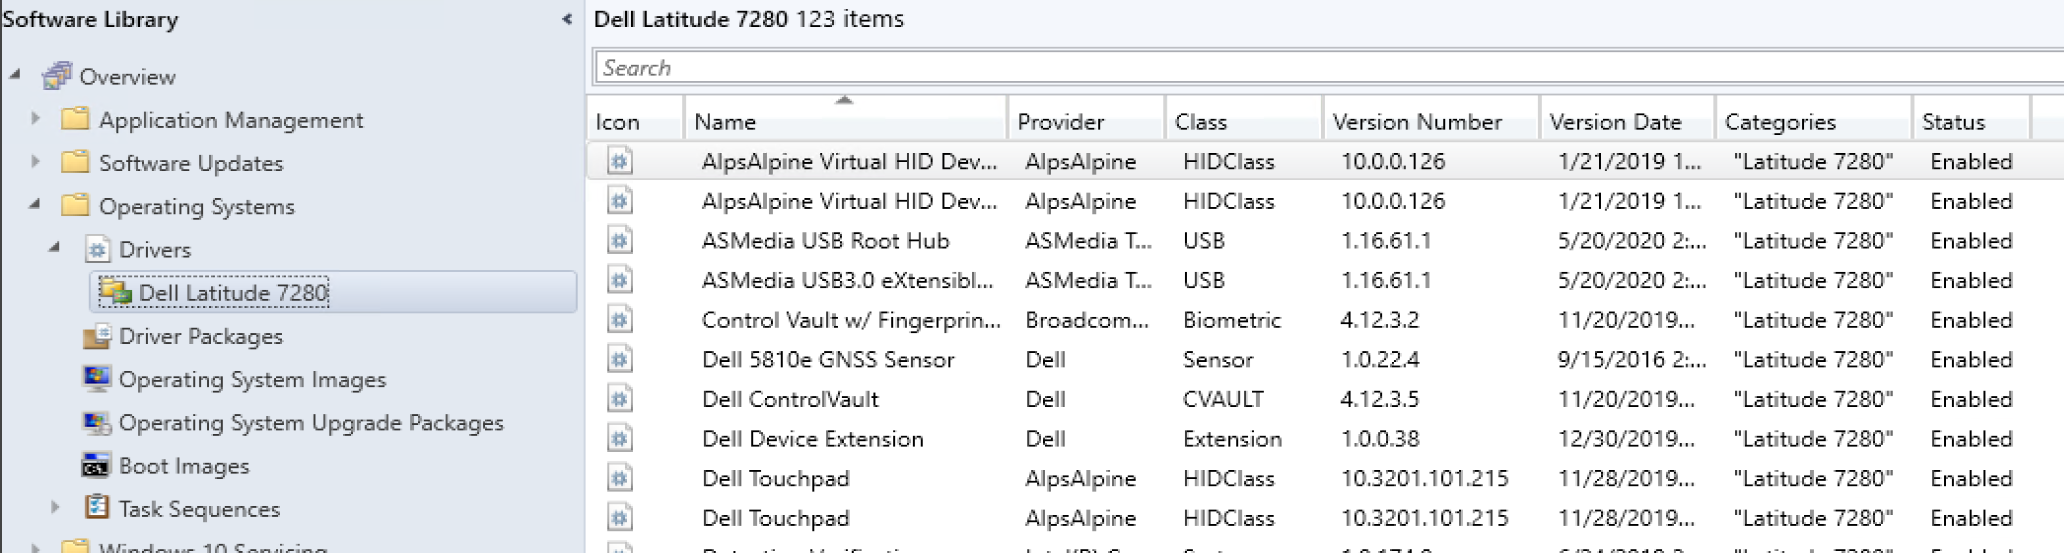 Software Library
Overview
Application Management
Software Updates
Operating Systems
Drivers
Dell Latitude 7280
Driver Packages
Operating System Images
Operating System Upgrade Packages
Boot Images
Task Sequences
Windows 10 Servicing
Dell Latitude 7280 123 items
Search
Icon Name Provider Class Version Number Version Date Categories Status
AlpsAlpine Virtual HID Dev... AlpsAlpine HIDClass 10.0.0.126 1/21/2019 1... "Latitude 7280" Enabled
AlpsAlpine Virtual HID Dev... AlpsAlpine HIDClass 10.0.0.126 1/21/2019 1... "Latitude 7280" Enabled
ASMedia USB Root Hub ASMedia T... USB 1.16.61.1 5/20/2020 2:... "Latitude 7280" Enabled
ASMedia USB3.0 eXtensibl... ASMedia T... USB 1.16.61.1 5/20/2020 2:... "Latitude 7280" Enabled
Control Vault w/ Fingerprin... Broadcom... Biometric 4.12.3.2 11/20/2019... "Latitude 7280" Enabled
Dell 5810e GNSS Sensor Dell Sensor 1.0.22.4 9/15/2016 2:... "Latitude 7280" Enabled
Dell ControlVault Dell CVAULT 4.12.3.5 11/20/2019... "Latitude 7280" Enabled
Dell Device Extension Dell Extension 1.0.0.38 12/30/2019... "Latitude 7280" Enabled
Dell Touchpad AlpsAlpine HIDClass 10.3201.101.215 11/28/2019... "Latitude 7280" Enabled
Dell Touchpad AlpsAlpine HIDClass 10.3201.101.215 11/28/2019... "Latitude 7280" Enabled
"Latitude 7280" Enabled